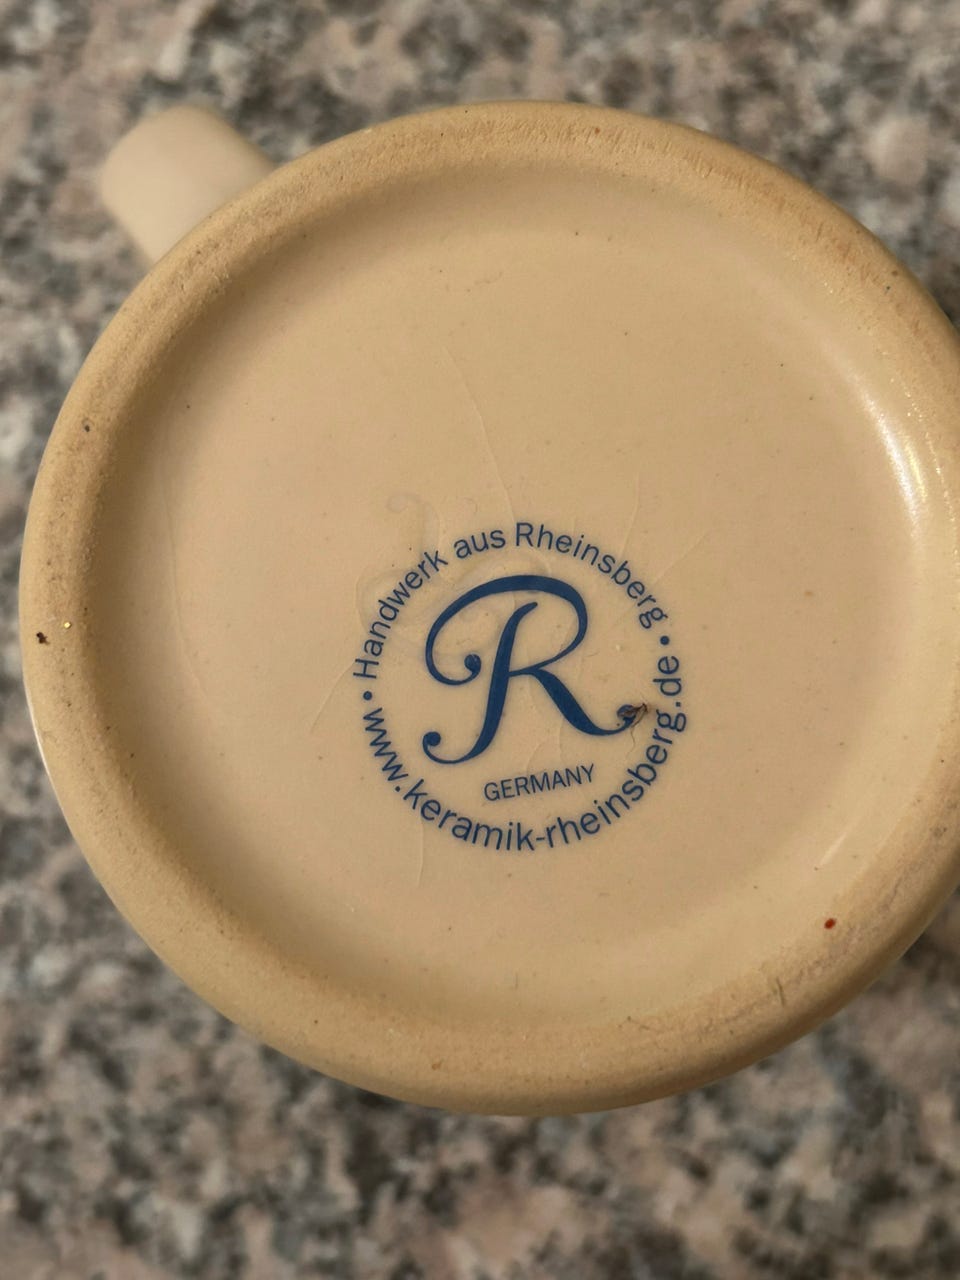 Handwerk aus Rheinsberg
R
GERMANY
www.keramik-rheinsberg.de